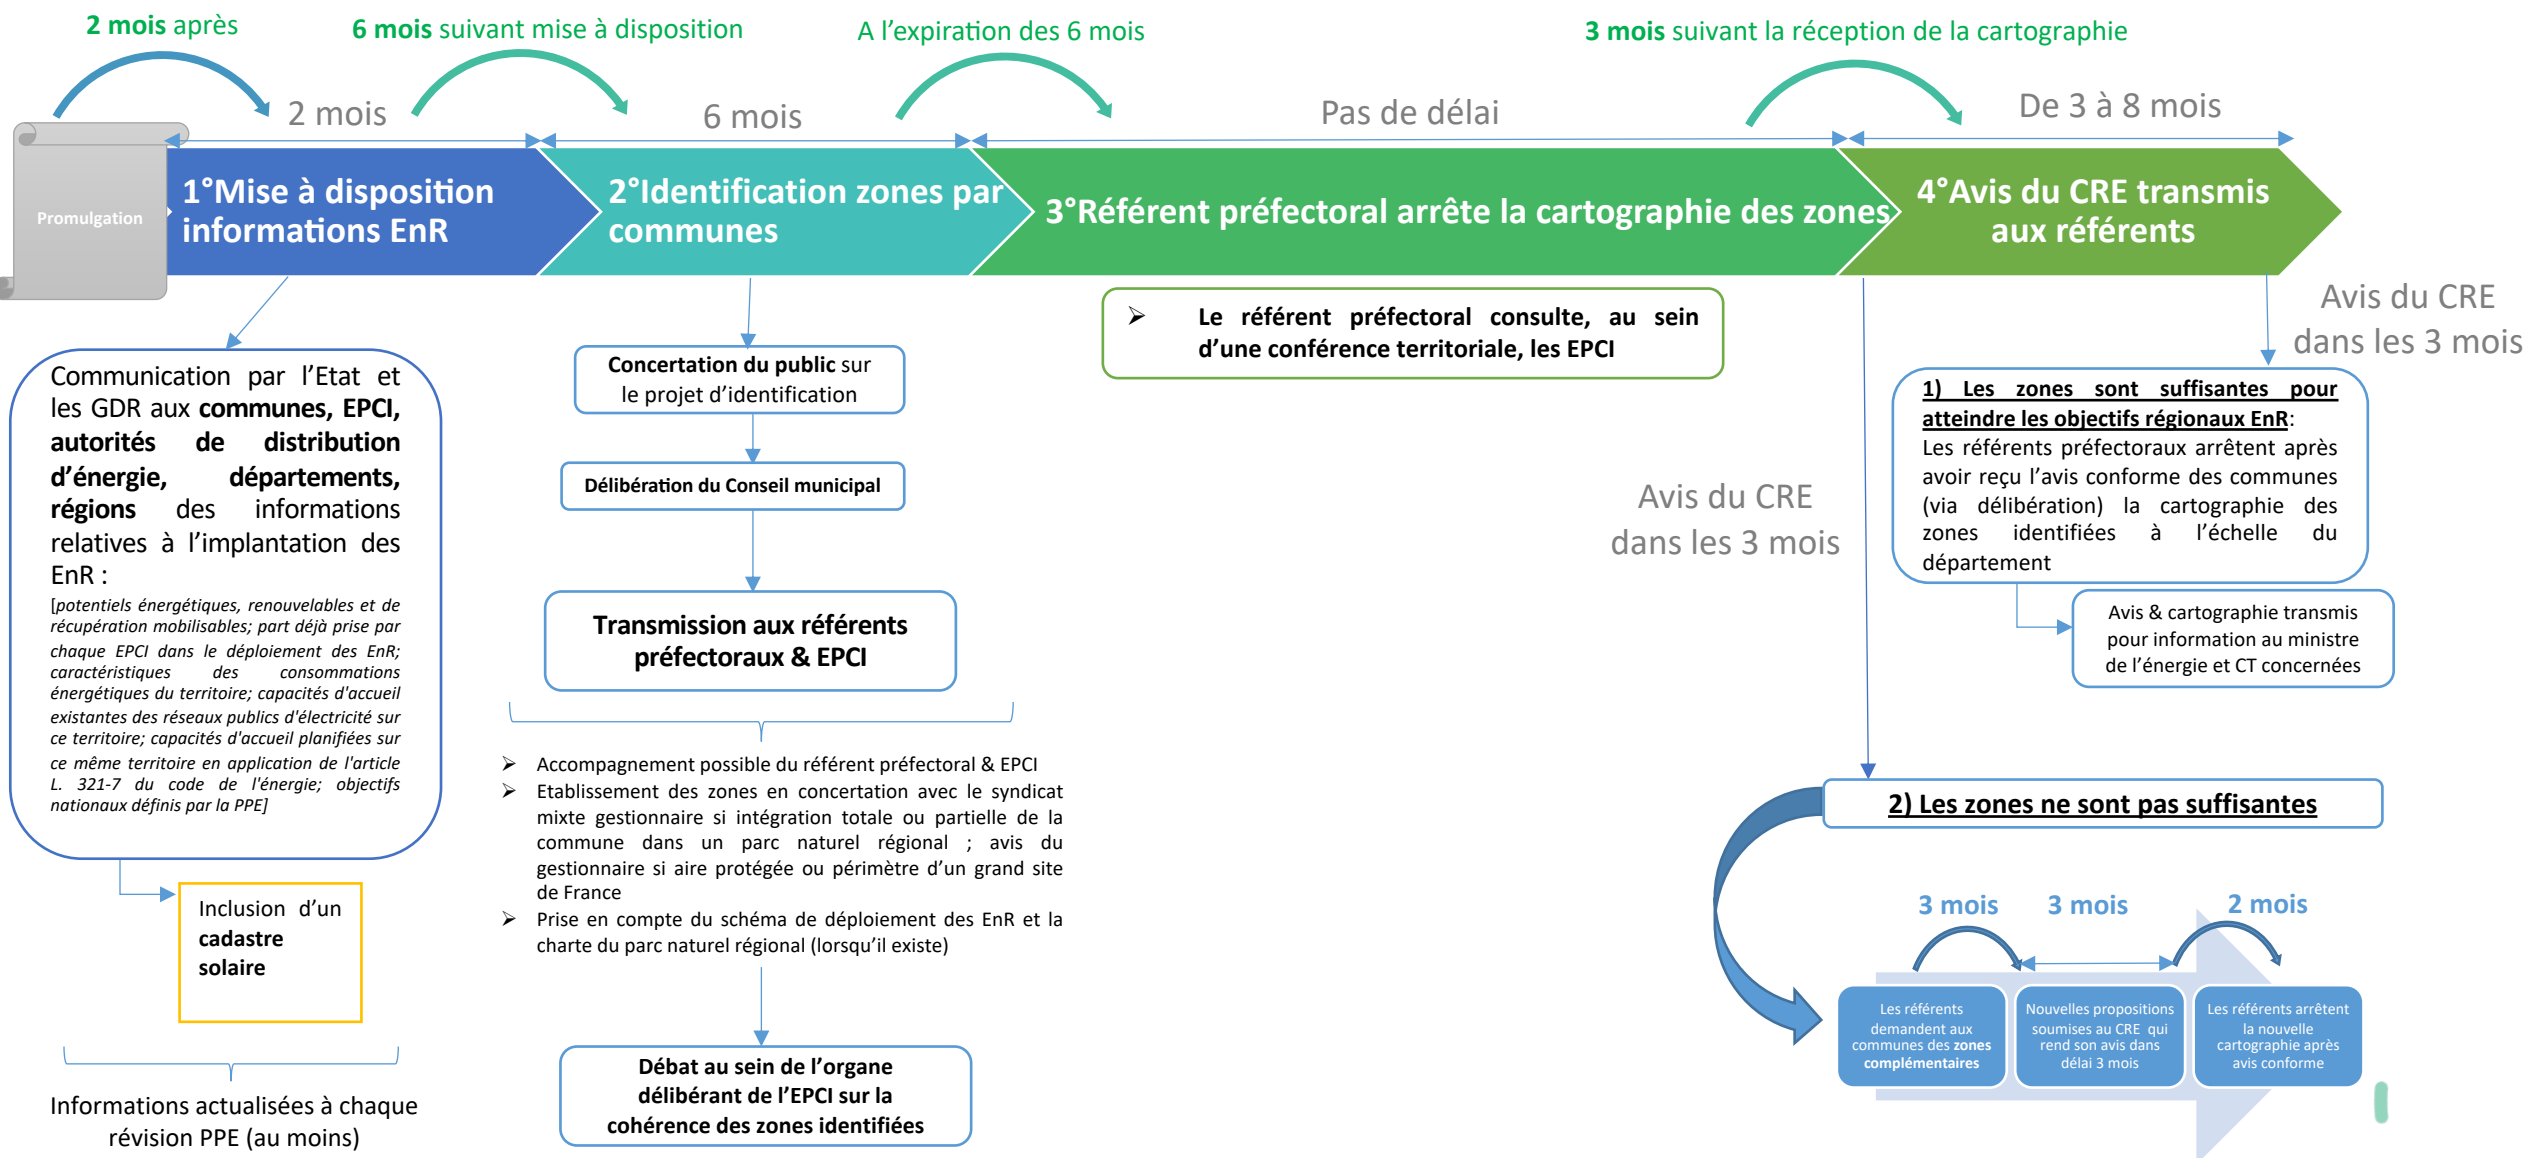 2 mois après
6 mois suivant mise à disposition
A l'expiration des 6 mois
3 mois suivant la réception de la cartographie
2 mois
6 mois
Pas de délai
De 3 à 8 mois
Promulgation
1°Mise à disposition
informations EnR
2°Identification zones par
communes
3°Référent préfectoral arrête la cartographie des zones
4°Avis du CRE transmis
aux référents
Communication par l'Etat et
les GDR aux communes, EPCI,
autorités de distribution
d'énergie, départements,
régions des informations
relatives à l'implantation des
EnR :
[potentiels énergétiques, renouvelables et de
récupération mobilisables; part déjà prise par
chaque EPCI dans le déploiement des EnR;
caractéristiques des consommations
énergétiques du territoire; capacités d'accueil
existantes des réseaux publics d'électricité sur
ce territoire; capacités d'accueil planifiées sur
ce même territoire en application de l'article
L. 321-7 du code de l'énergie; objectifs
nationaux définis par la PPE]
Inclusion d'un
cadastre
solaire
Informations actualisées à chaque
révision PPE (au moins)
Concertation du public sur
le projet d'identification
Délibération du Conseil municipal
Transmission aux référents
préfectoraux & EPCI
➢ Accompagnement possible du référent préfectoral & EPCI
➢ Etablissement des zones en concertation avec le syndicat
mixte gestionnaire si intégration totale ou partielle de la
commune dans un parc naturel régional ; avis du
gestionnaire si aire protégée ou périmètre d'un grand site
de France
➢ Prise en compte du schéma de déploiement des EnR et la
charte du parc naturel régional (lorsqu'il existe)
Débat au sein de l'organe
délibérant de l'EPCI sur la
cohérence des zones identifiées
➢ Le référent préfectoral consulte, au sein
d'une conférence territoriale, les EPCI
Avis du CRE
dans les 3 mois
Avis du CRE
dans les 3 mois
1) Les zones sont suffisantes pour
atteindre les objectifs régionaux EnR:
Les référents préfectoraux arrêtent après
avoir reçu l'avis conforme des communes
(via délibération) la cartographie des
zones identifiées à l'échelle du
département
Avis & cartographie transmis
pour information au ministre
de l'énergie et CT concernées
2) Les zones ne sont pas suffisantes
3 mois
3 mois
2 mois
Les référents
demandent aux
communes des zones
complémentaires
Nouvelles propositions
soumises au CRE qui
rend son avis dans
délai 3 mois
Les référents arrêtent
la nouvelle
cartographie après
avis conforme